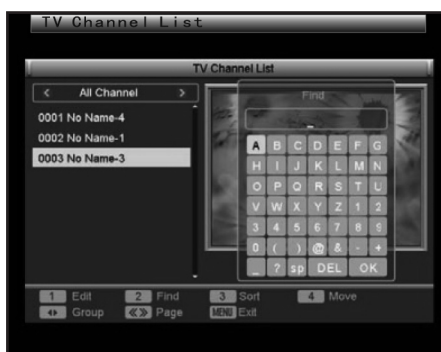 TV Channel List
TV Channel List
< All Channel >
0001 No Name-4
0002 No Name-1
0003 No Name-3
Find
_
A B C D E F G
H I J K L M N
O P Q R S T U
V W X Y Z 1 2
3 4 5 6 7 8 9
0 ( ) @ & - +
_ ? sp DEL OK
1 Edit 2 Find 3 Sort 4 Move
Group Page MENU Exit